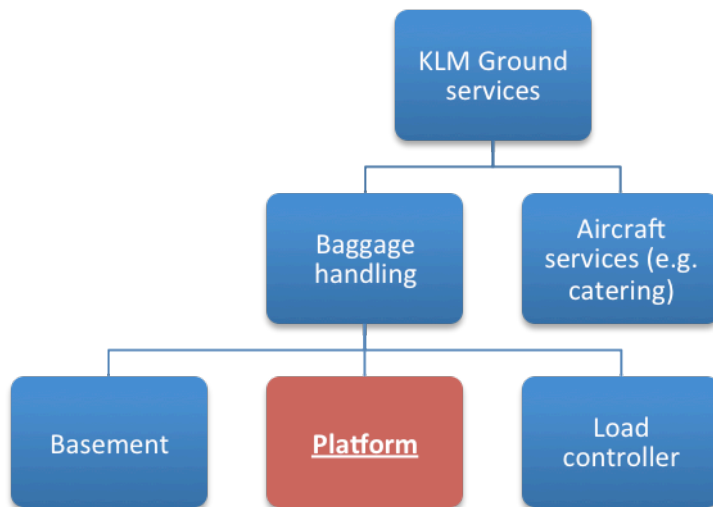 KLM Ground
services
Baggage
handling
Aircraft
services (e.g.
catering)
Basement
Platform
Load
controller